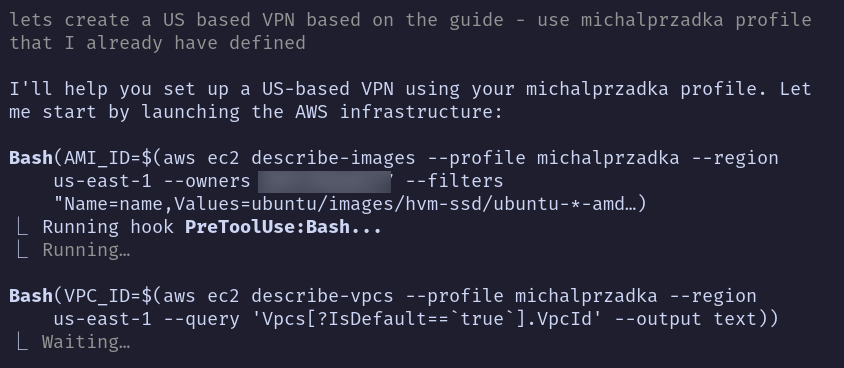 lets create a US based VPN based on the guide - use michalprzadka profile
that I already have defined
I'll help you set up a US-based VPN using your michalprzadka profile. Let
me start by launching the AWS infrastructure:
Bash(AMI_ID=$(aws ec2 describe-images --profile michalprzadka --region
us-east-1 --owners ' --filters
"Name=name,Values=ubuntu/images/hvm-ssd/ubuntu-*-amd…)
⎿ Running hook PreToolUse:Bash...
⎿ Running…
Bash(VPC_ID=$(aws ec2 describe-vpcs --profile michalprzadka --region
us-east-1 --query 'Vpcs[?IsDefault==`true`].VpcId' --output text))
⎿ Waiting…